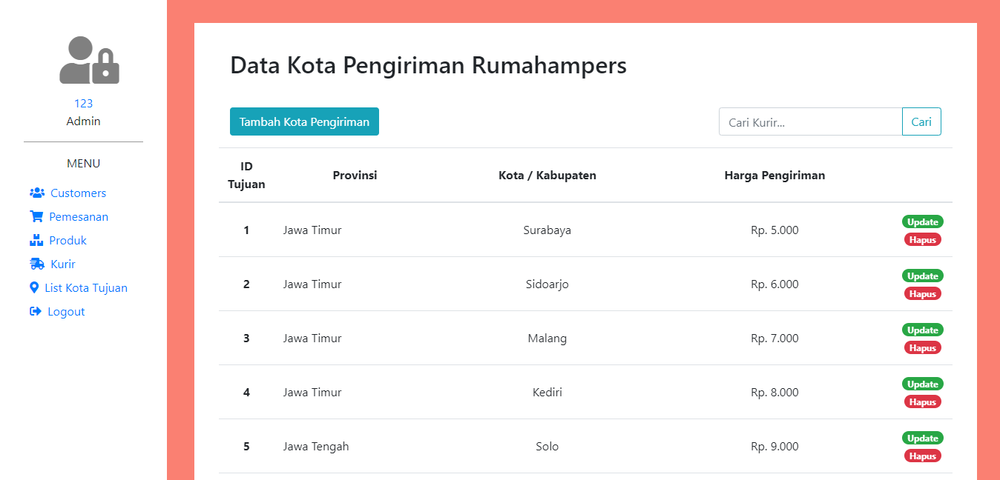 123
Admin
MENU
Customers
Pemesanan
Produk
Kurir
List Kota Tujuan
Logout
Data Kota Pengiriman Rumahampers
Tambah Kota Pengiriman
Cari Kurir...
Cari
ID Tujuan Provinsi Kota / Kabupaten Harga Pengiriman
1 Jawa Timur Surabaya Rp. 5.000 Update
Hapus
2 Jawa Timur Sidoarjo Rp. 6.000 Update
Hapus
3 Jawa Timur Malang Rp. 7.000 Update
Hapus
4 Jawa Timur Kediri Rp. 8.000 Update
Hapus
5 Jawa Tengah Solo Rp. 9.000 Update
Hapus